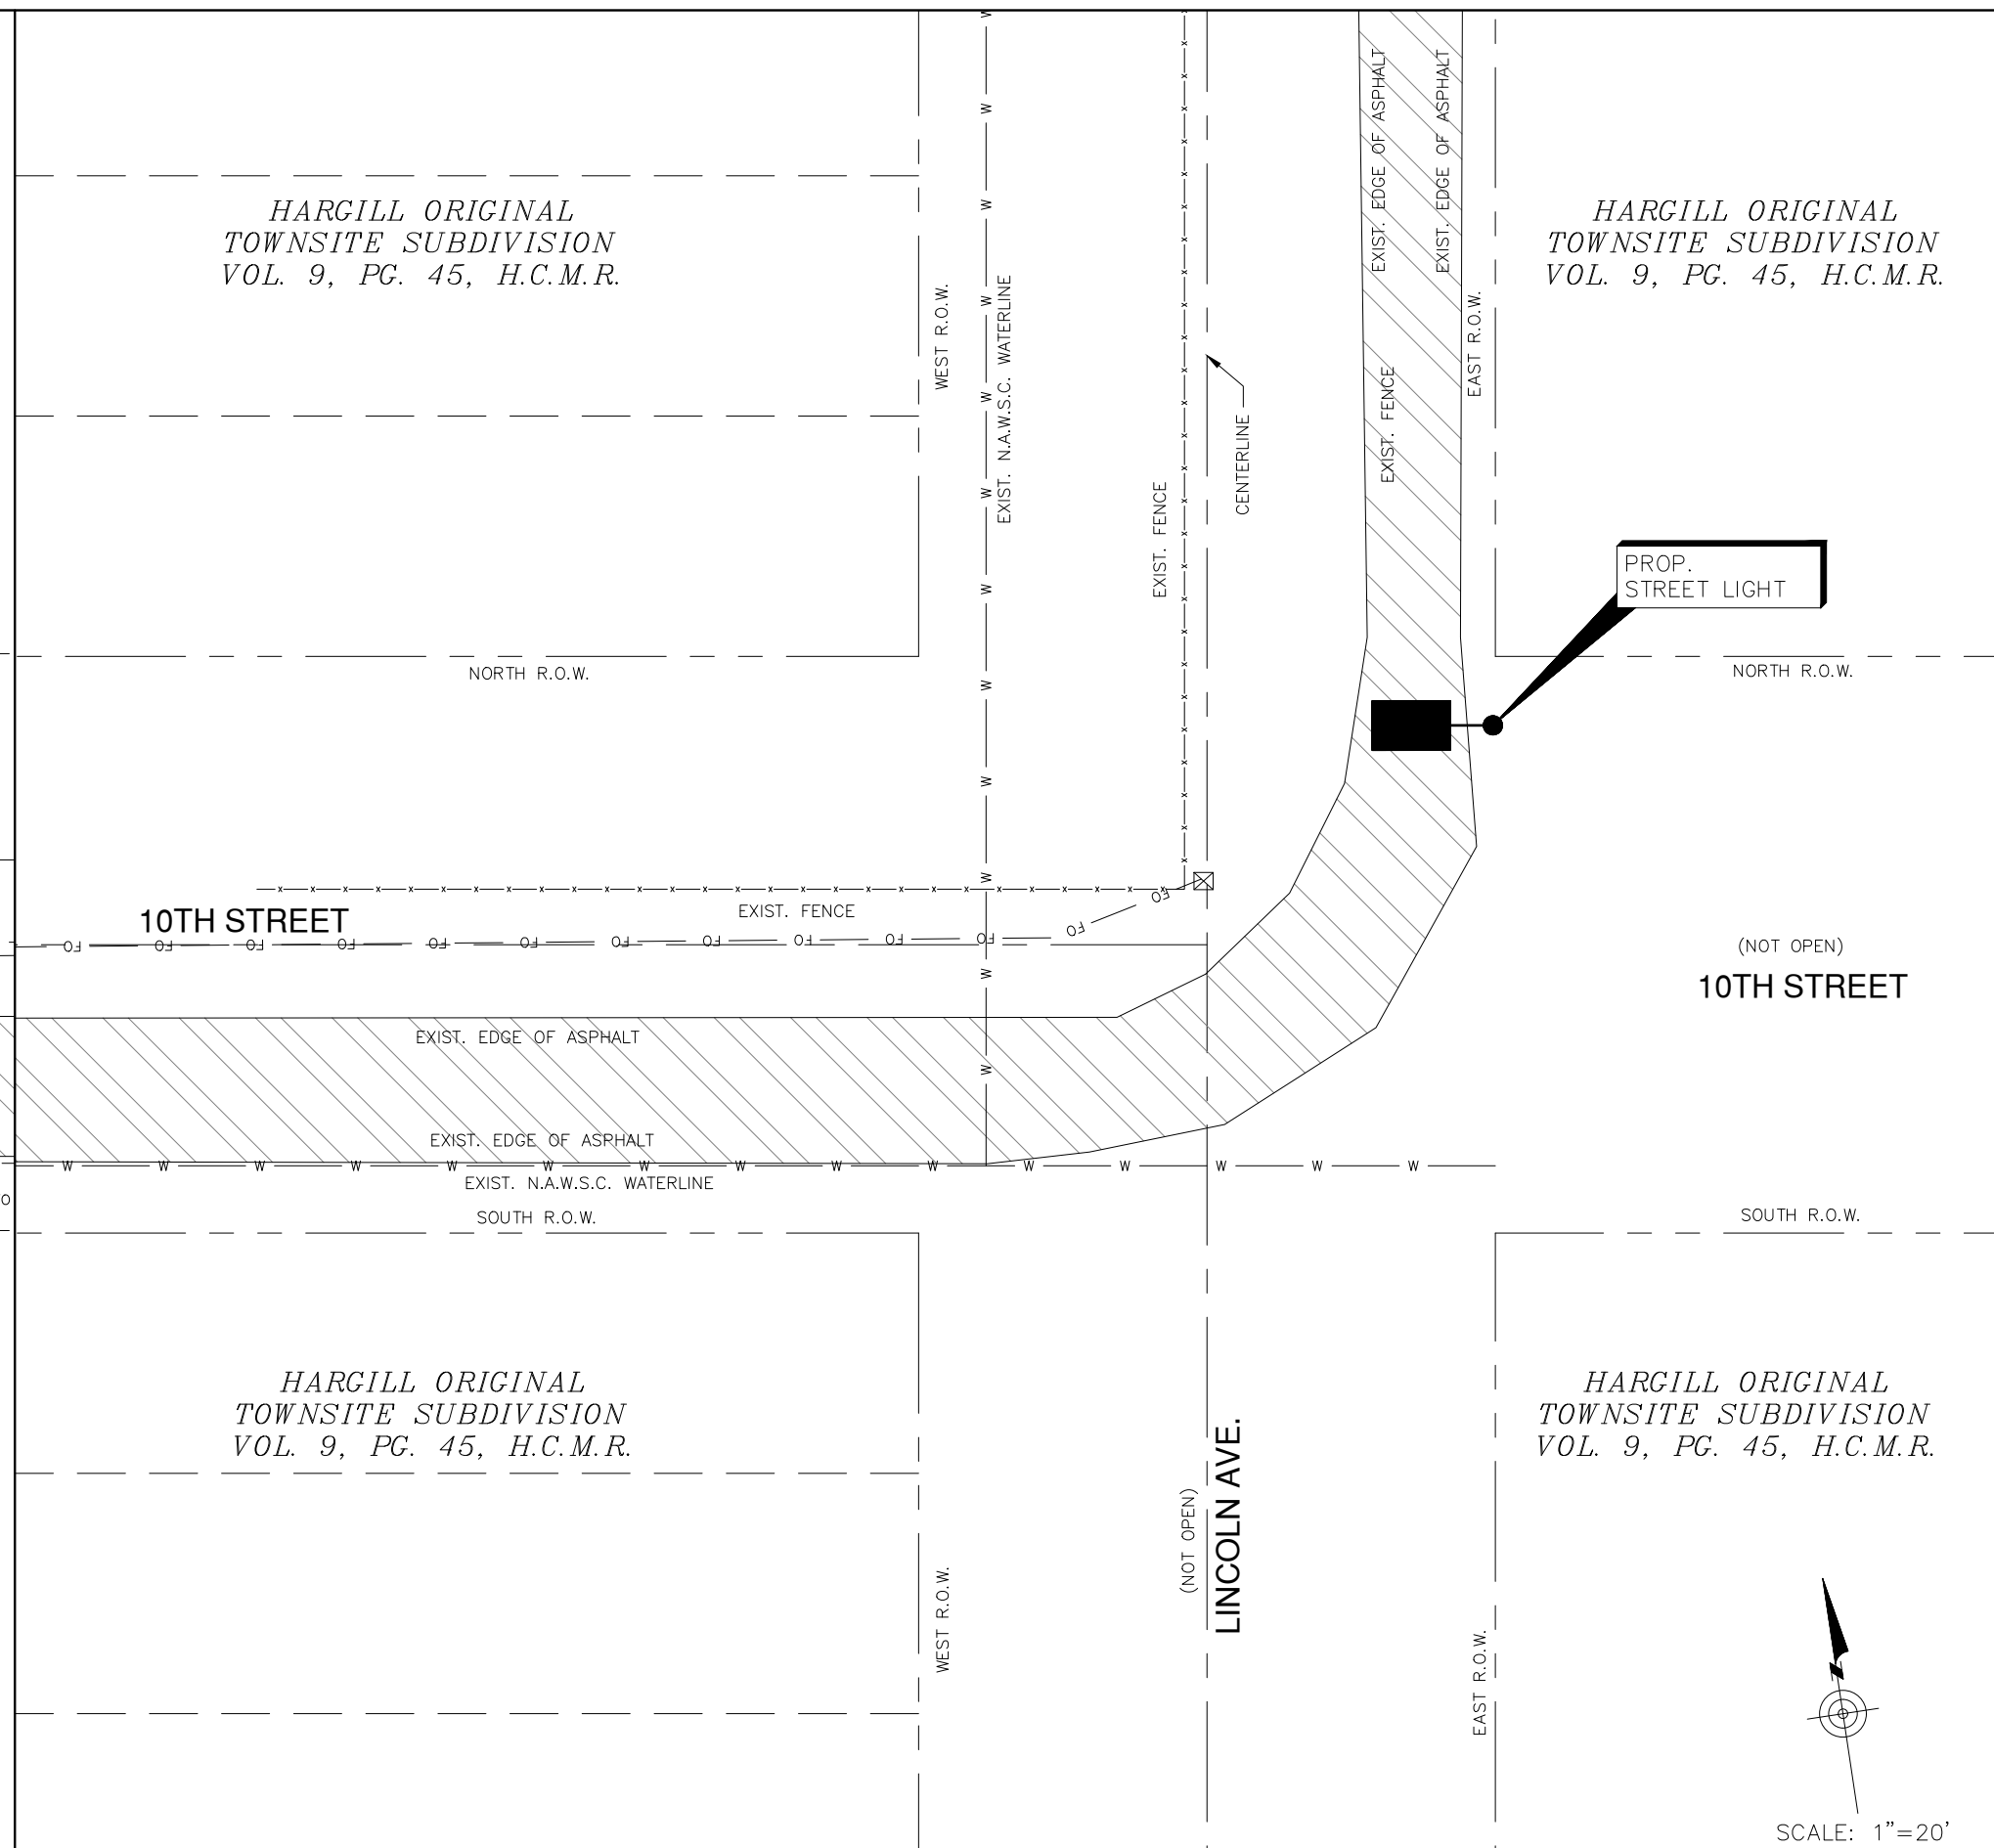 HARGILL ORIGINAL
TOWNSITE SUBDIVISION
VOL. 9, PG. 45, H.C.M.R.
WEST R.O.W.
EXIST. N.A.W.S.C. WATERLINE
EXIST. FENCE
CENTERLINE
EXIST. EDGE OF ASPHALT
EXIST. EDGE OF ASPHALT
EXIST. FENCE
EAST R.O.W.
HARGILL ORIGINAL
TOWNSITE SUBDIVISION
VOL. 9, PG. 45, H.C.M.R.
PROP.
STREET LIGHT
NORTH R.O.W.
NORTH R.O.W.
10TH STREET
EXIST. FENCE
(NOT OPEN)
10TH STREET
EXIST. EDGE OF ASPHALT
EXIST. EDGE OF ASPHALT
EXIST. N.A.W.S.C. WATERLINE
SOUTH R.O.W.
SOUTH R.O.W.
HARGILL ORIGINAL
TOWNSITE SUBDIVISION
VOL. 9, PG. 45, H.C.M.R.
WEST R.O.W.
(NOT OPEN)
LINCOLN AVE.
EAST R.O.W.
HARGILL ORIGINAL
TOWNSITE SUBDIVISION
VOL. 9, PG. 45, H.C.M.R.
N
SCALE: 1"=20'